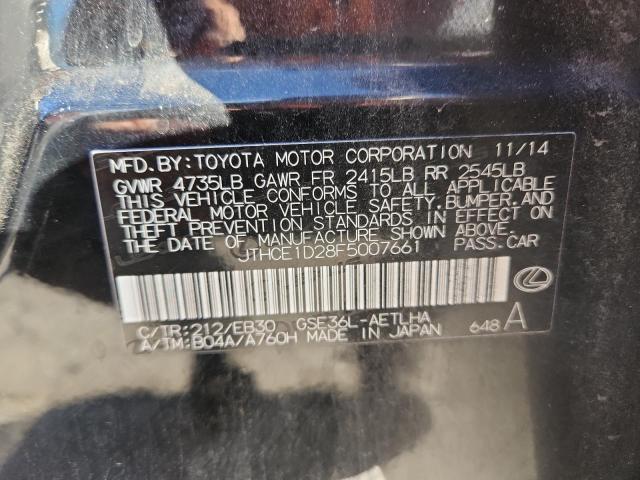 MFD.BY:TOYOTA MOTOR CORPORATION 11/14
GVWR 4735LB GAWR FR 2415LB RR 2545LB
THIS VEHICLE CONFORMS TO ALL APPLICABLE
FEDERAL MOTOR VEHICLE SAFETY,BUMPER,AND
THEFT PREVENTION STANDARDS IN EFFECT ON
THE DATE OF MANUFACTURE SHOWN ABOVE.
JTHCE1D28F5007661 PASS.CAR
C/TR:212/EB30 GSE36L-AETLHA
A/TM:B04A/A760H MADE IN JAPAN 648 A